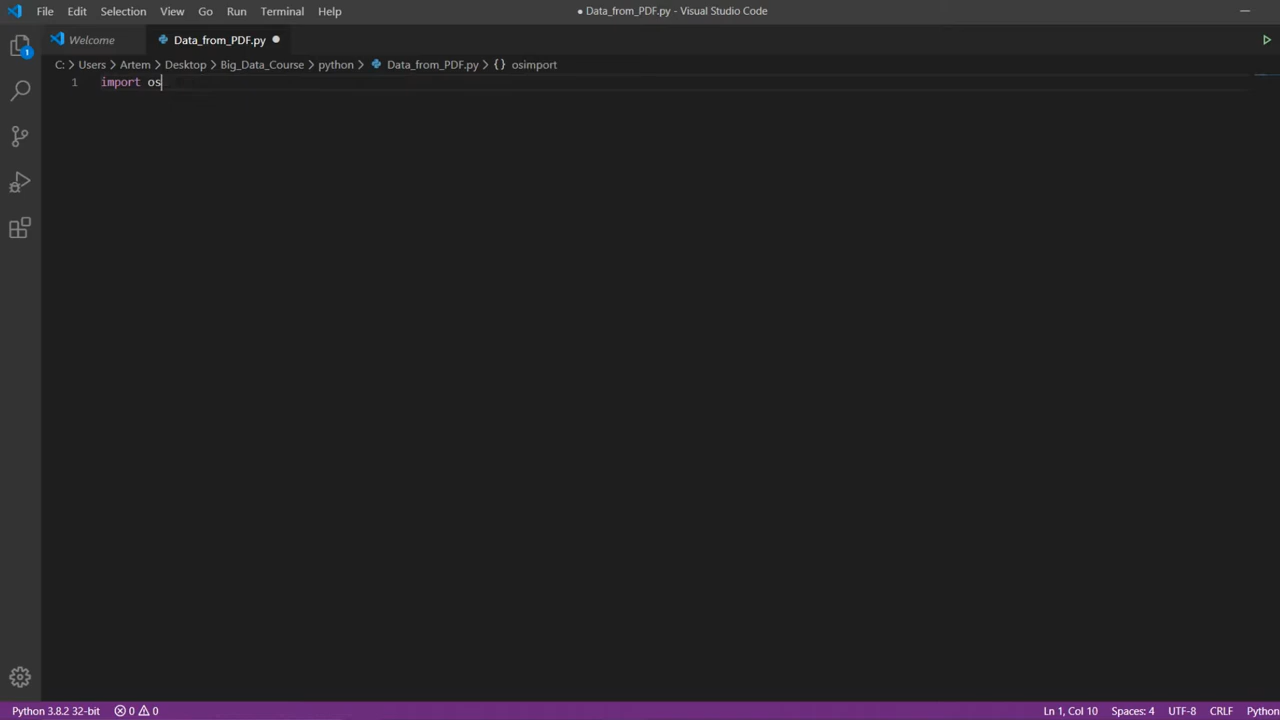 File Edit Selection View Go Run Terminal Help ● Data_from_PDF.py - Visual Studio Code
Welcome Data_from_PDF.py
C: > Users > Artem > Desktop > Big_Data_Course > python > Data_from_PDF.py > {} osimport
1 import os
1
Python 3.8.2 32-bit 0 0 Ln 1, Col 10 Spaces: 4 UTF-8 CRLF Python